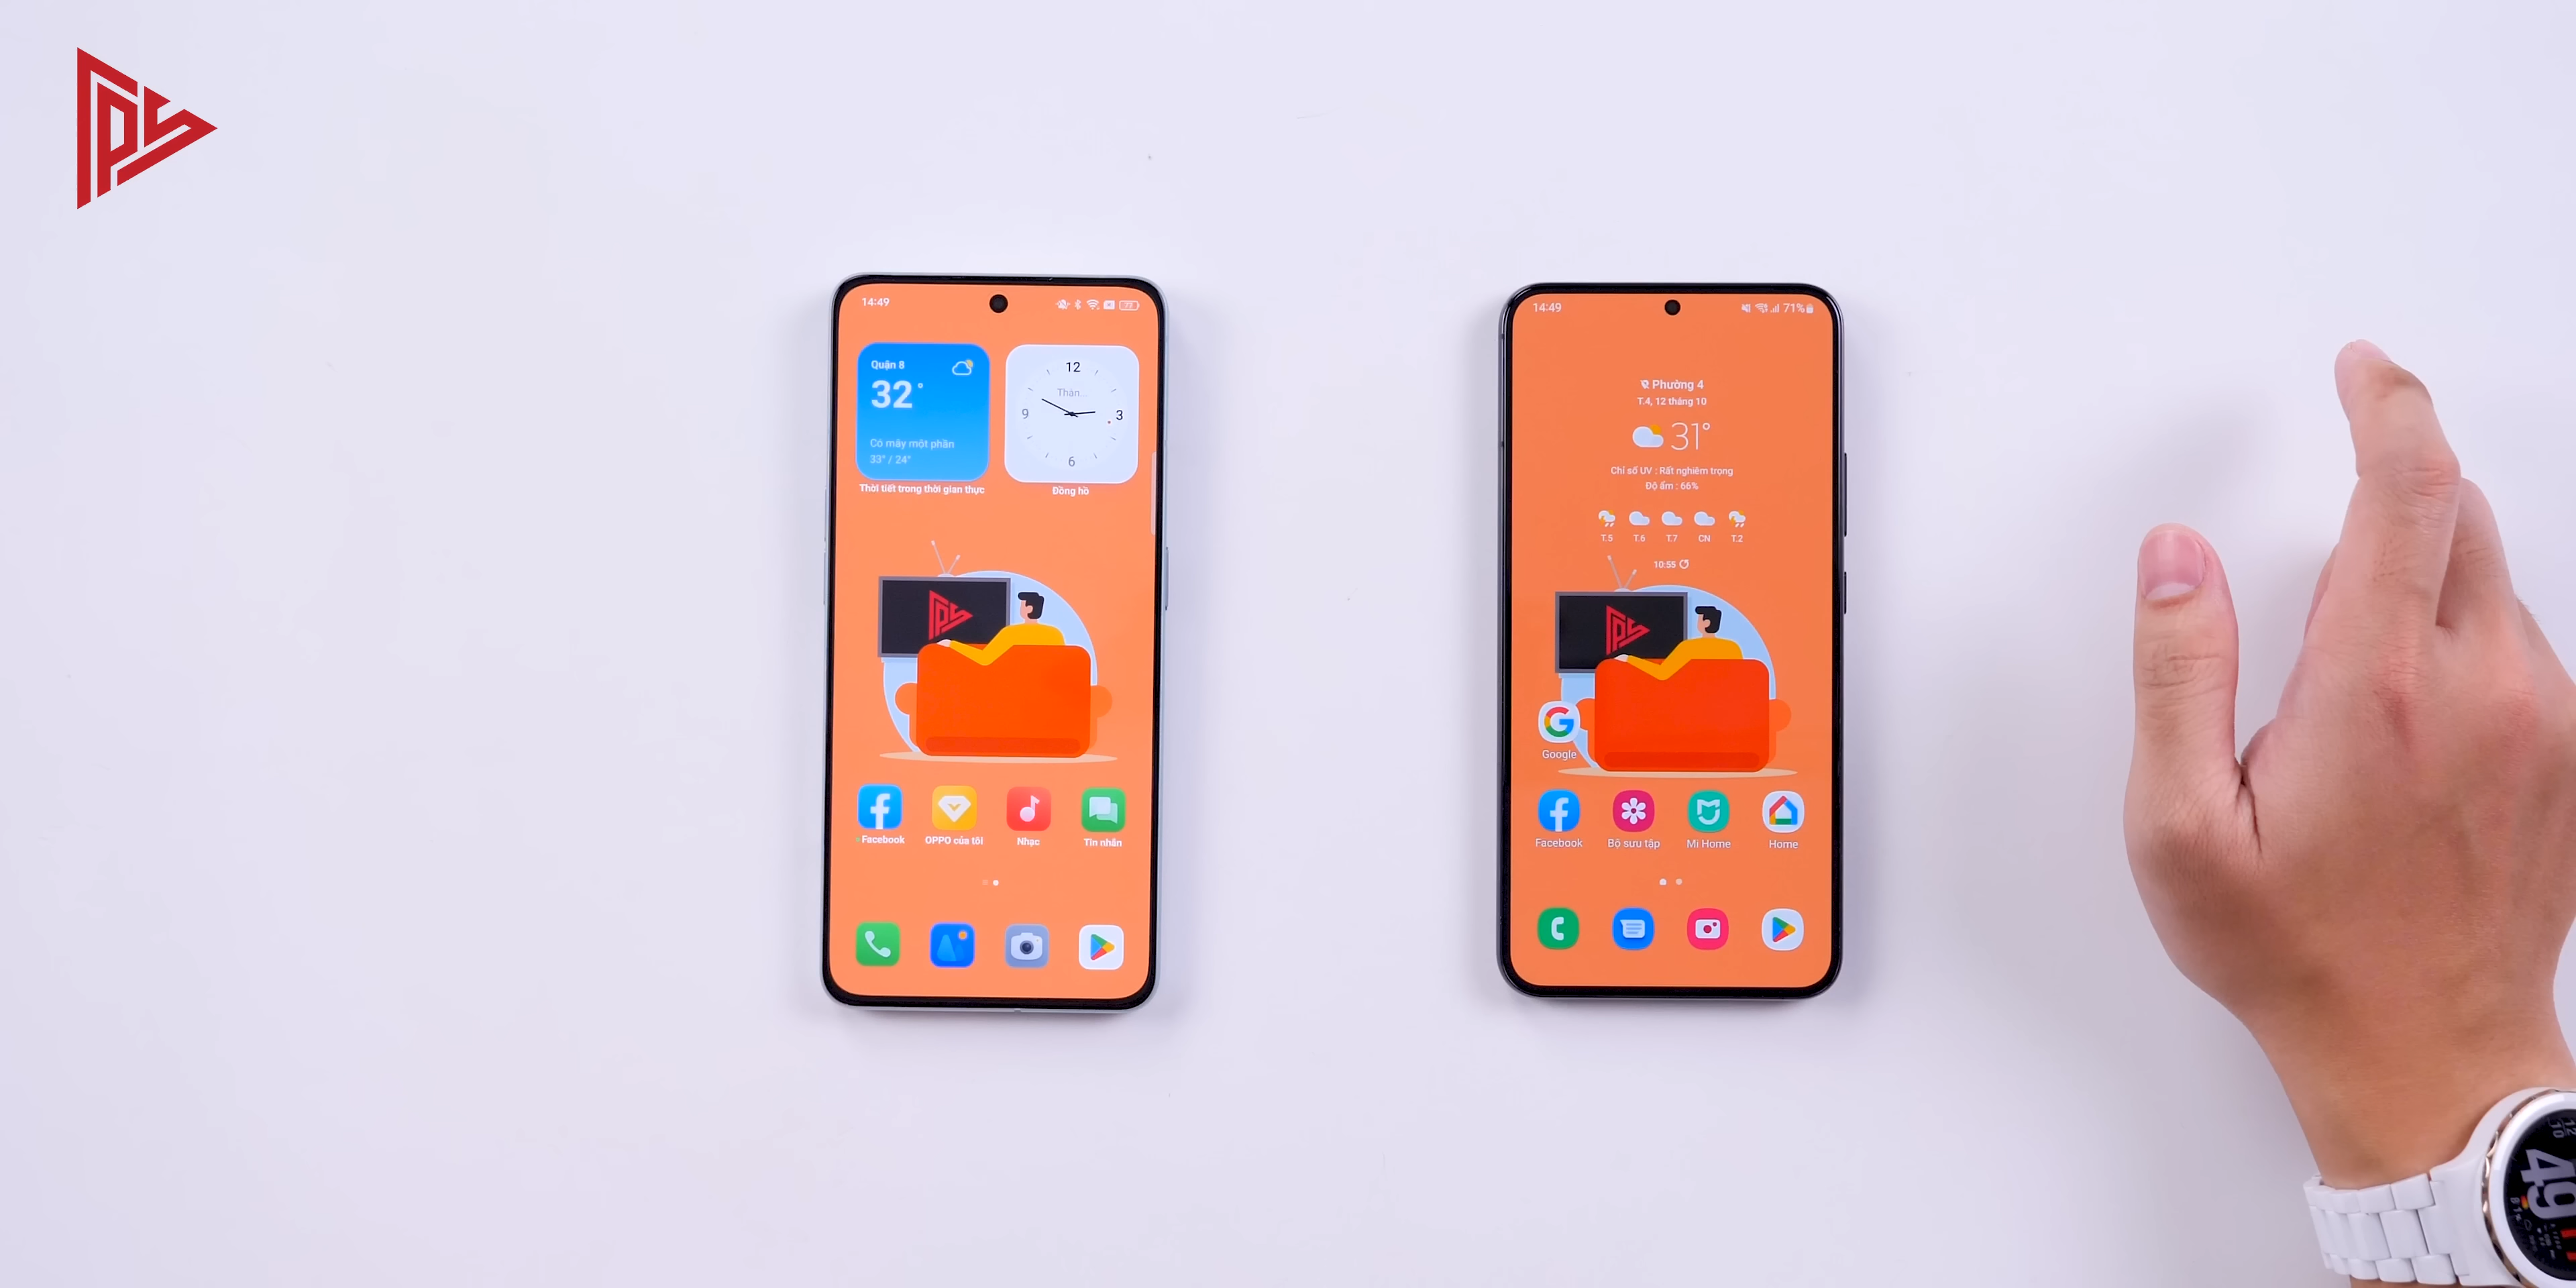 14:49
77
Quận 8
32°
Có mây một phần
33° / 24°
Thời tiết trong thời gian thực
12
Thàn...
9
3
6
Đồng hồ
Facebook
OPPO của tôi
Nhạc
Tin nhắn
14:49
71%
Phường 4
T.4, 12 tháng 10
31°
Chỉ số UV : Rất nghiêm trọng
Độ ẩm : 66%
T.5 T.6 T.7 CN T.2
10:55
Google
Facebook
Bộ sưu tập
Mi Home
Home
49